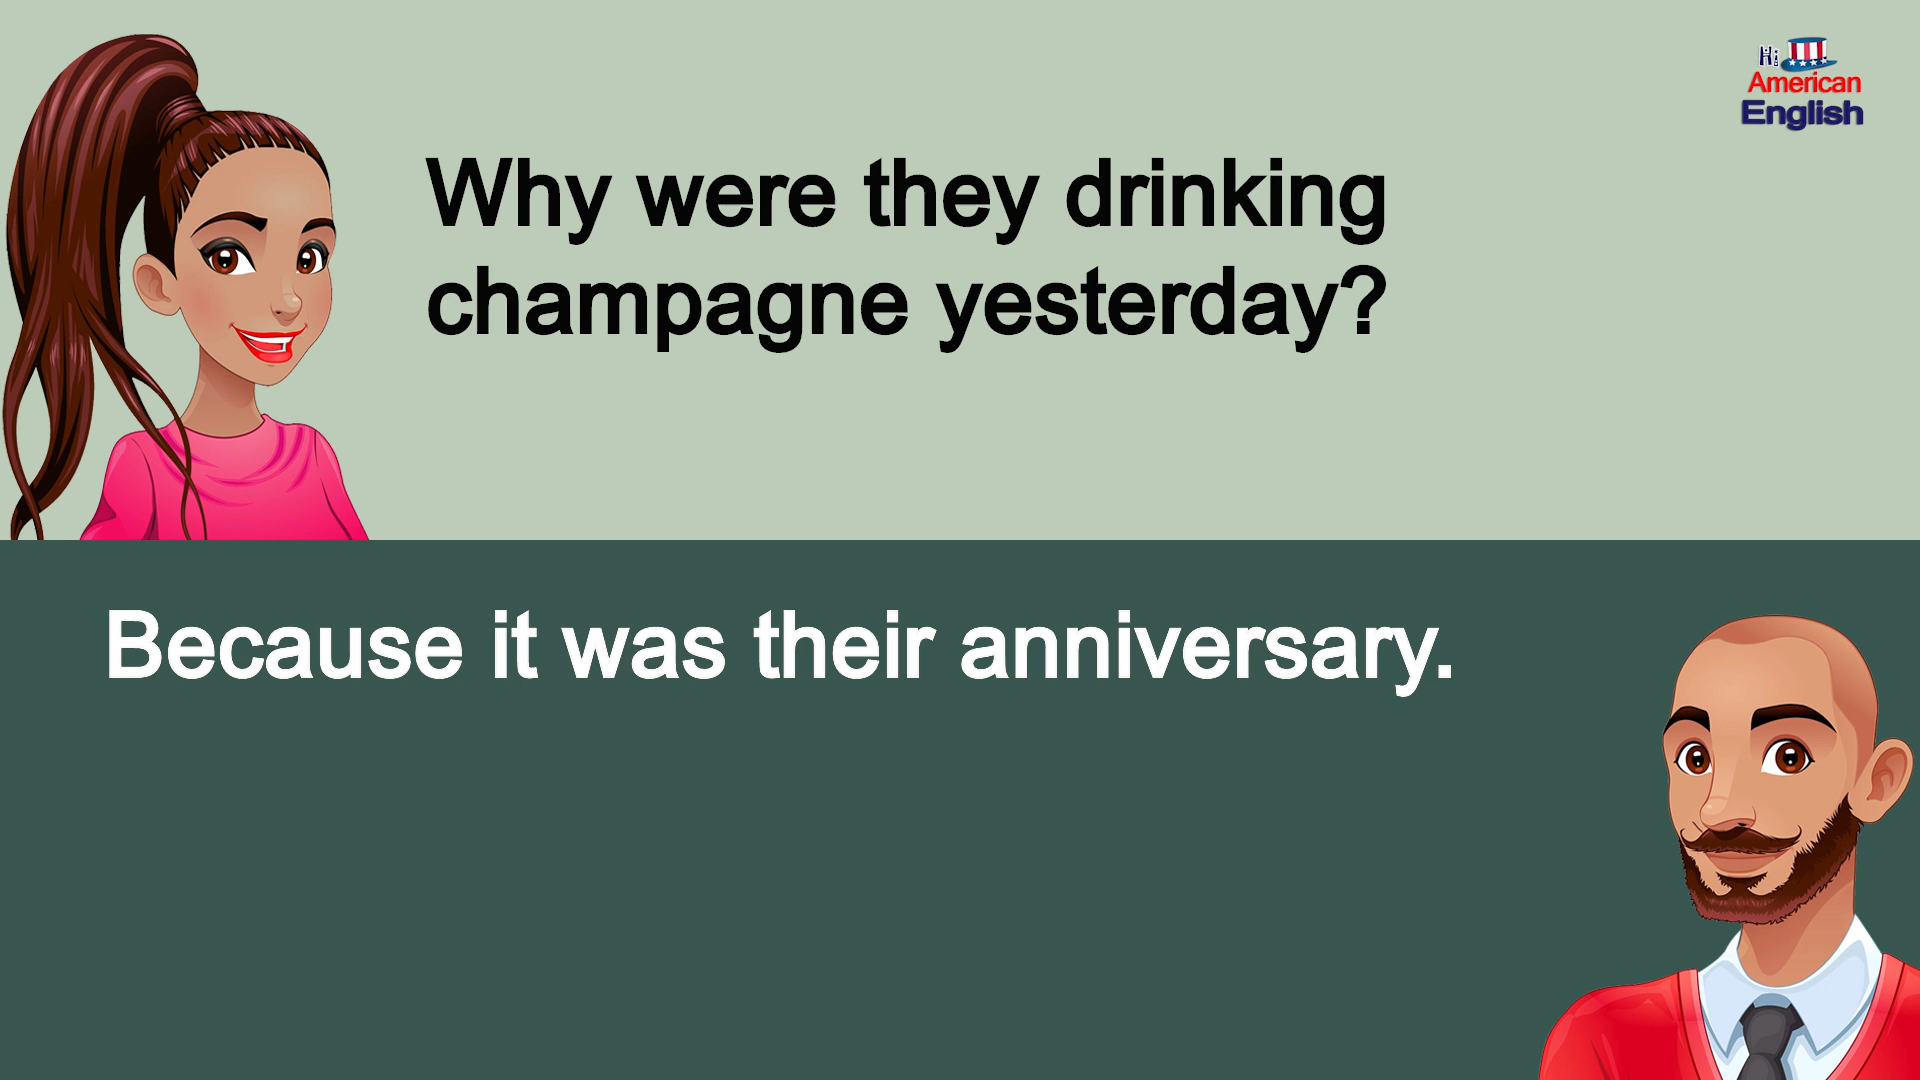 Hi
American
English
Why were they drinking
champagne yesterday?
Because it was their anniversary.